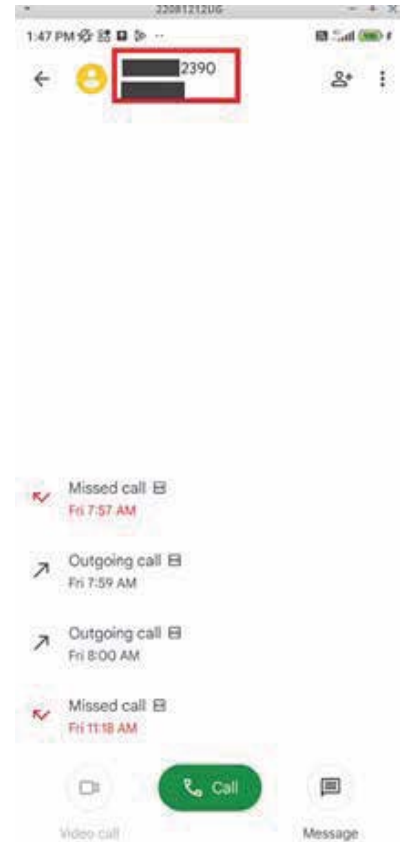 22081212UG
1:47 PM
2390
Missed call
Fri 7:57 AM
Outgoing call
Fri 7:59 AM
Outgoing call
Fri 8:00 AM
Missed call
Fri 11:18 AM
Call
Video call
Message